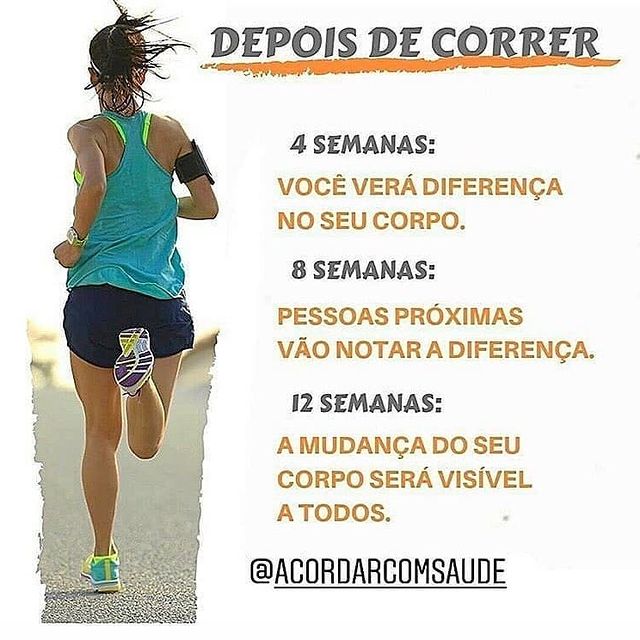 DEPOIS DE CORRER
4 SEMANAS:
VOCÊ VERÁ DIFERENÇA
NO SEU CORPO.
8 SEMANAS:
PESSOAS PRÓXIMAS
VÃO NOTAR A DIFERENÇA.
12 SEMANAS:
A MUDANÇA DO SEU
CORPO SERÁ VISÍVEL
A TODOS.
@ACORDARCOMSAUDE